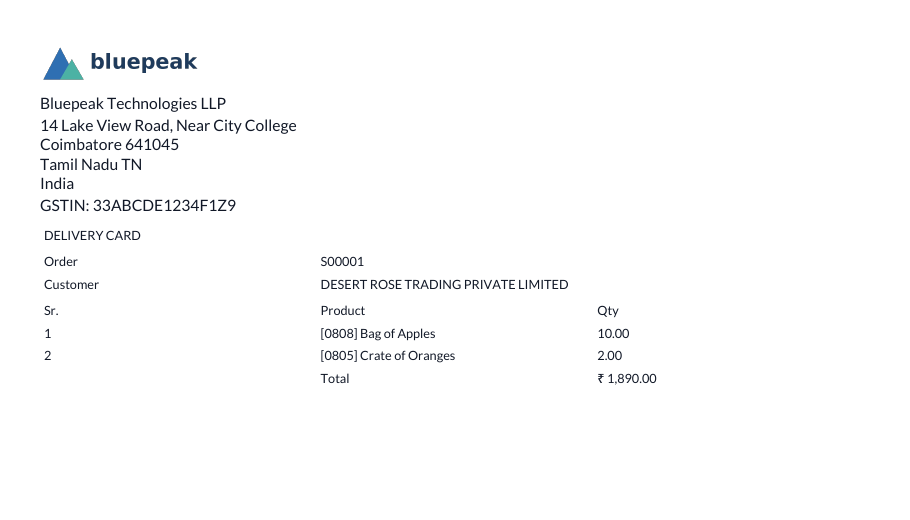 bluepeak
Bluepeak Technologies LLP
14 Lake View Road, Near City College
Coimbatore 641045
Tamil Nadu TN
India
GSTIN: 33ABCDE1234F1Z9
DELIVERY CARD
Order S00001
Customer DESERT ROSE TRADING PRIVATE LIMITED
Sr. Product Qty
1 [0808] Bag of Apples 10.00
2 [0805] Crate of Oranges 2.00
Total ₹ 1,890.00